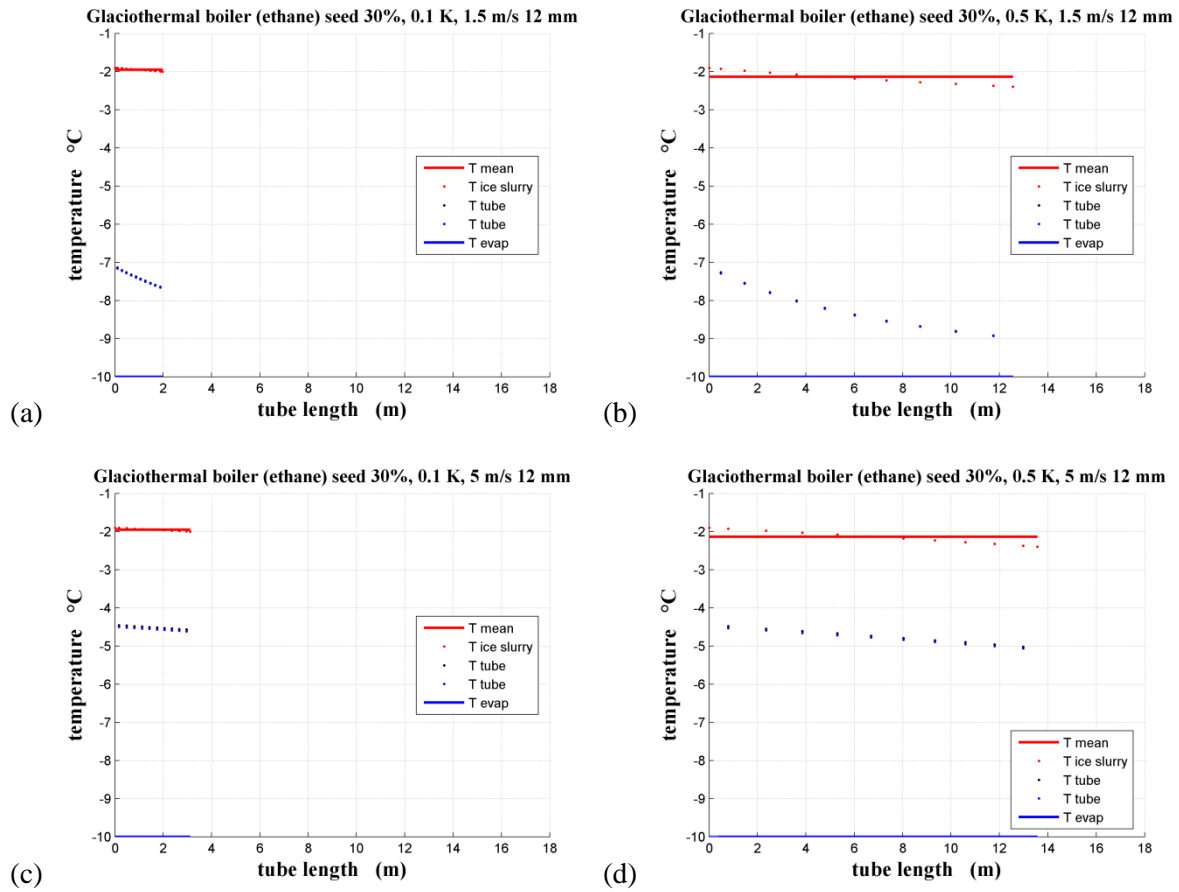 Glaciothermal boiler (ethane) seed 30%, 0.1 K, 1.5 m/s 12 mm
-1
-2
-3
-4
-5
-6
-7
-8
-9
-10
temperature °C
T mean
T ice slurry
T tube
T tube
T evap
0 2 4 6 8 10 12 14 16 18
tube length (m)
(a)
Glaciothermal boiler (ethane) seed 30%, 0.5 K, 1.5 m/s 12 mm
-1
-2
-3
-4
-5
-6
-7
-8
-9
-10
temperature °C
T mean
T ice slurry
T tube
T tube
T evap
0 2 4 6 8 10 12 14 16 18
tube length (m)
(b)
Glaciothermal boiler (ethane) seed 30%, 0.1 K, 5 m/s 12 mm
-1
-2
-3
-4
-5
-6
-7
-8
-9
-10
temperature °C
T mean
T ice slurry
T tube
T tube
T evap
0 2 4 6 8 10 12 14 16 18
tube length (m)
(c)
Glaciothermal boiler (ethane) seed 30%, 0.5 K, 5 m/s 12 mm
-1
-2
-3
-4
-5
-6
-7
-8
-9
-10
temperature °C
T mean
T ice slurry
T tube
T tube
T evap
0 2 4 6 8 10 12 14 16 18
tube length (m)
(d)